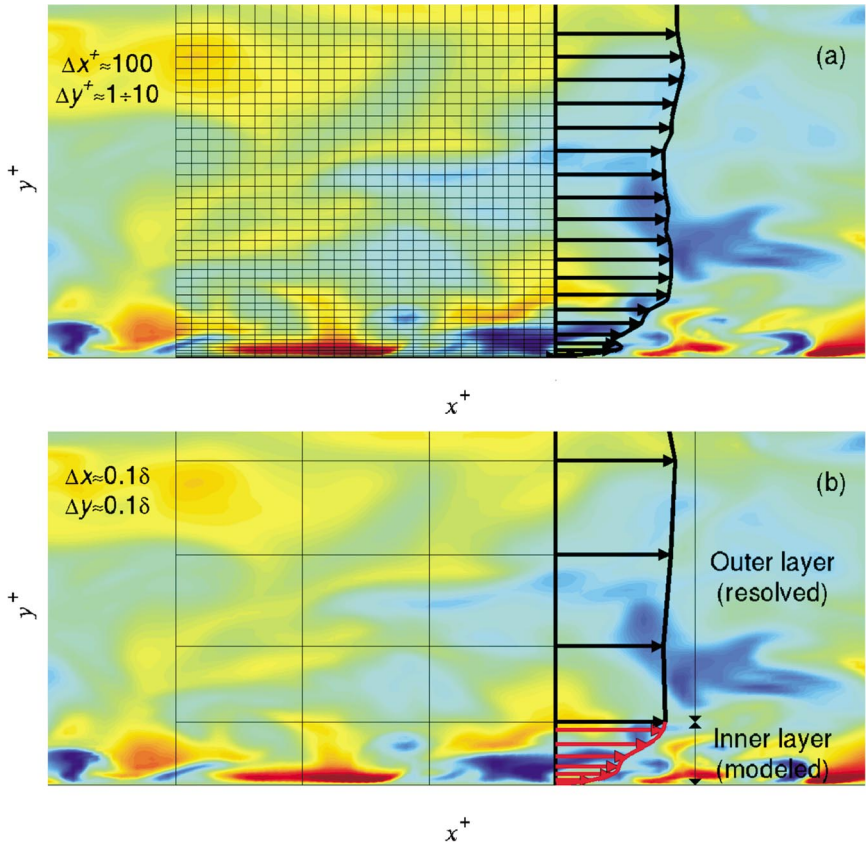 (a)
Δx⁺≈100
Δy⁺≈1÷10
y⁺
x⁺
(b)
Δx≈0.1δ
Δy≈0.1δ
Outer layer
(resolved)
y⁺
Inner layer
(modeled)
x⁺